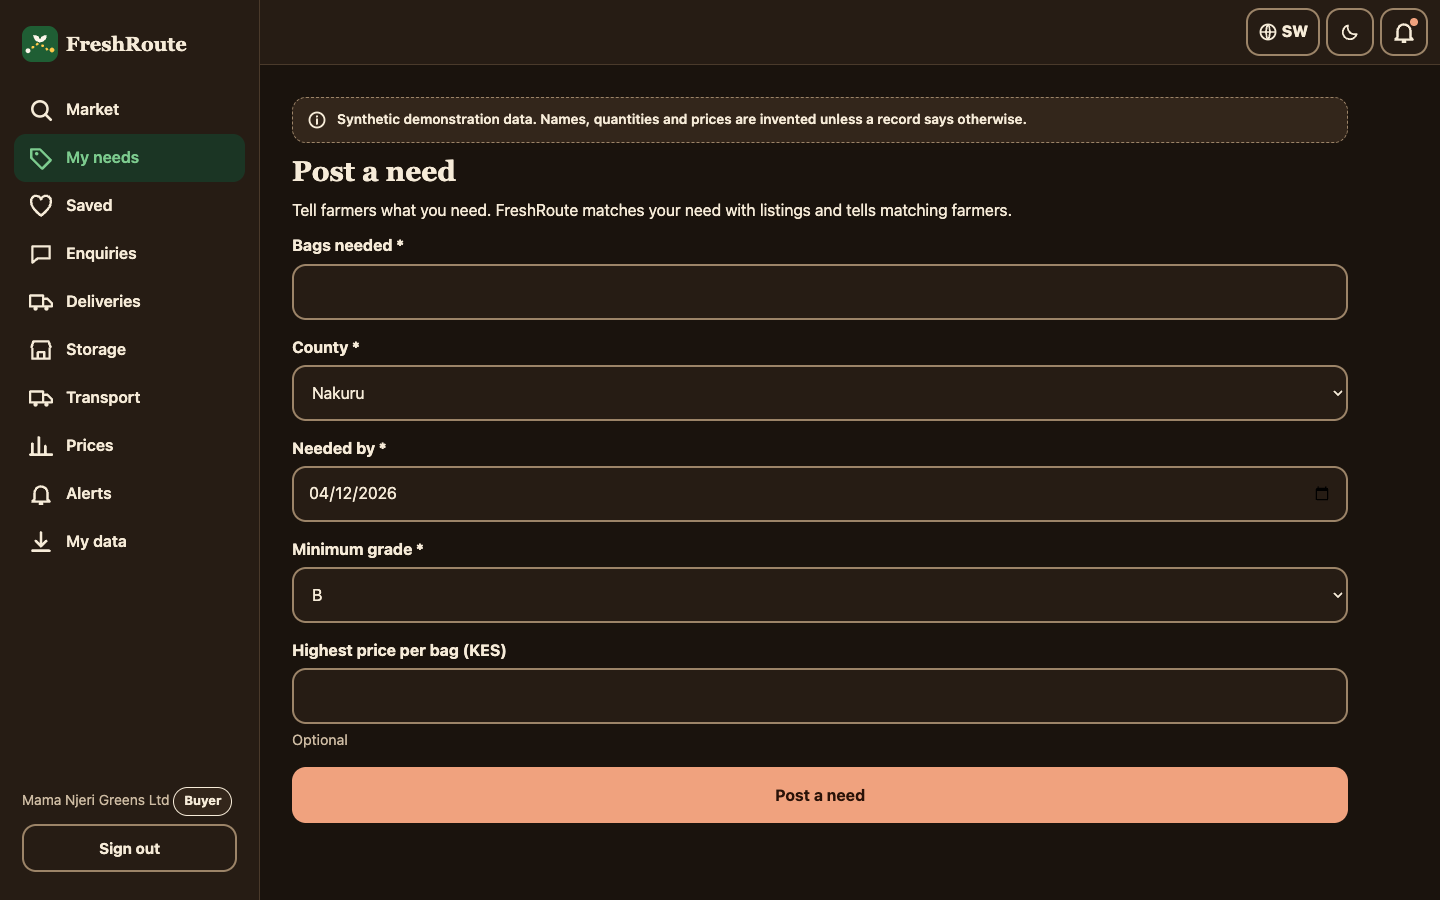 FreshRoute
SW
Market
My needs
Saved
Enquiries
Deliveries
Storage
Transport
Prices
Alerts
My data
Mama Njeri Greens Ltd
Buyer
Sign out
Synthetic demonstration data. Names, quantities and prices are invented unless a record says otherwise.
Post a need
Tell farmers what you need. FreshRoute matches your need with listings and tells matching farmers.
Bags needed *
County *
Nakuru
Needed by *
04/12/2026
Minimum grade *
B
Highest price per bag (KES)
Optional
Post a need